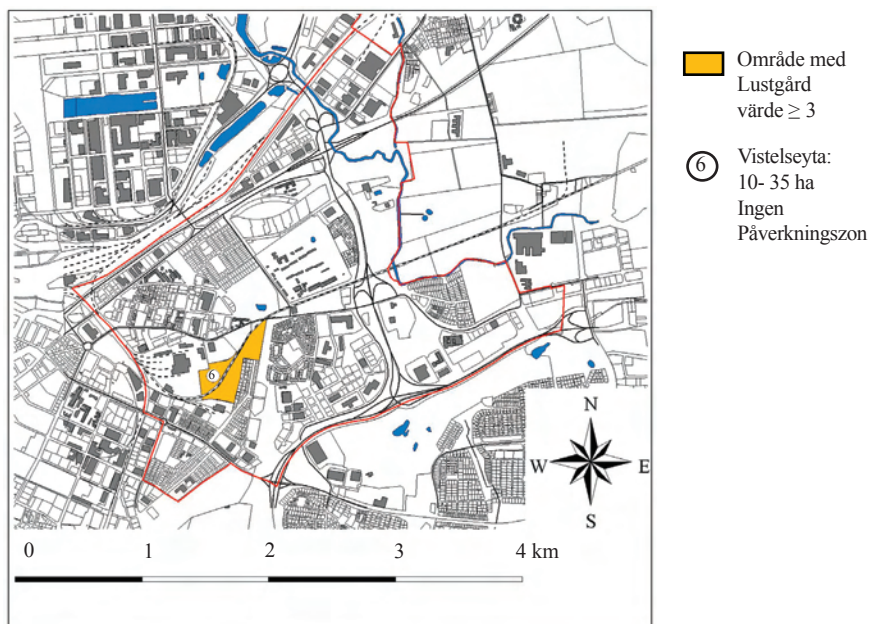 Område med
Lustgård
värde ≥ 3
6
Vistelseyta:
10- 35 ha
Ingen
Påverkningszon
6
N
W E
S
0 1 2 3 4 km